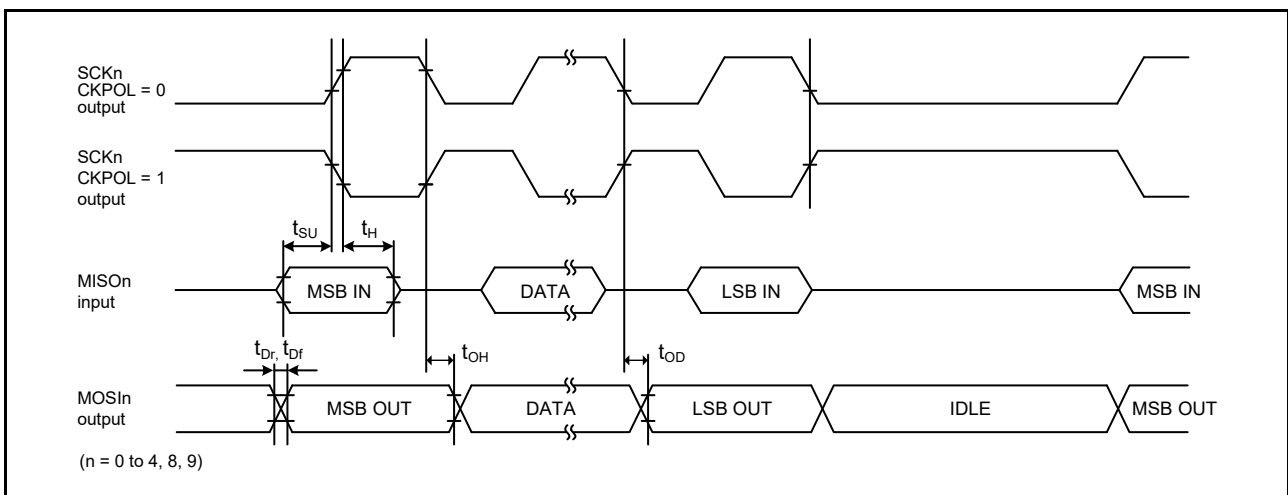 SCKn
CKPOL = 0
output
SCKn
CKPOL = 1
output
tSU
tH
MISOn
input
MSB IN
DATA
LSB IN
MSB IN
tDr, tDf
tOH
tOD
MOSIn
output
MSB OUT
DATA
LSB OUT
IDLE
MSB OUT
(n = 0 to 4, 8, 9)